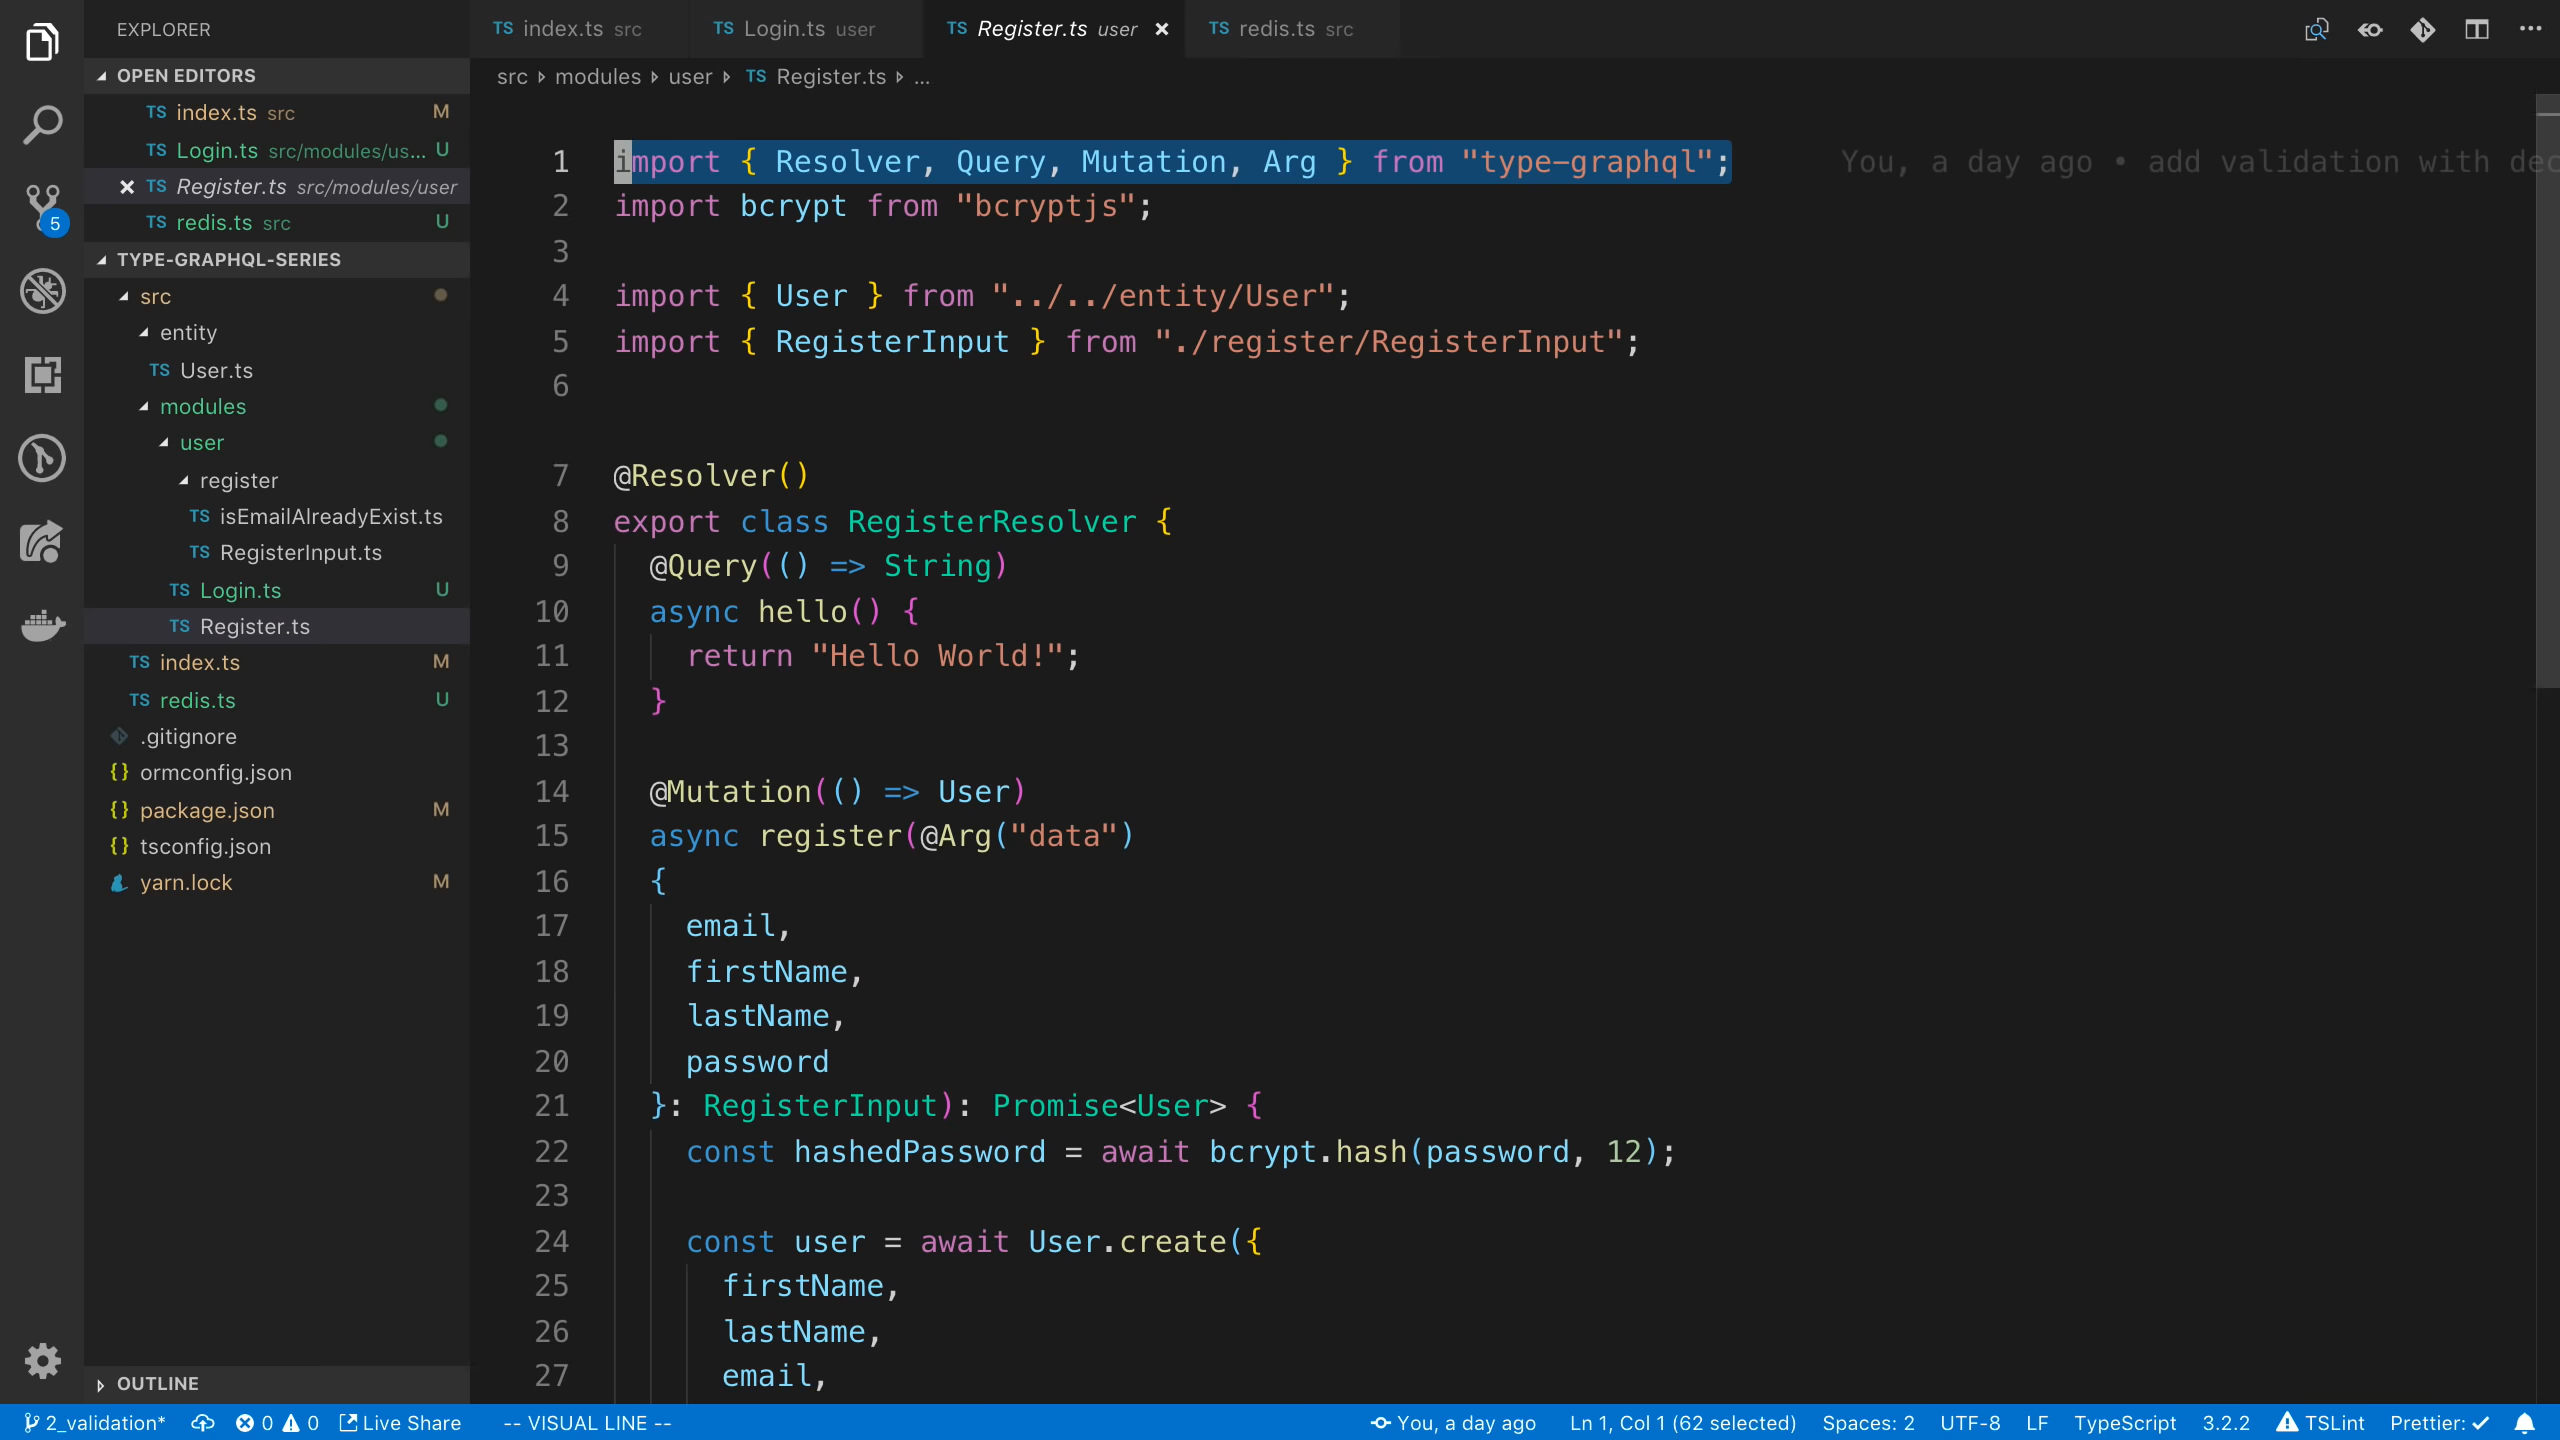 EXPLORER
OPEN EDITORS
TS index.ts src M
TS Login.ts src/modules/us... U
TS Register.ts src/modules/user
TS redis.ts src U
5
TYPE-GRAPHQL-SERIES
src
entity
TS User.ts
modules
user
register
TS isEmailAlreadyExist.ts
TS RegisterInput.ts
TS Login.ts U
TS Register.ts
TS index.ts M
TS redis.ts U
.gitignore
{} ormconfig.json
{} package.json M
{} tsconfig.json
yarn.lock M
OUTLINE
TS index.ts src
TS Login.ts user
TS Register.ts user
TS redis.ts src
src modules user TS Register.ts ...
1 import { Resolver, Query, Mutation, Arg } from "type-graphql"; You, a day ago • add validation with dec
2 import bcrypt from "bcryptjs";
3
4 import { User } from "../../entity/User";
5 import { RegisterInput } from "./register/RegisterInput";
6
7 @Resolver()
8 export class RegisterResolver {
9 @Query(() => String)
10 async hello() {
11 return "Hello World!";
12 }
13
14 @Mutation(() => User)
15 async register(@Arg("data")
16 {
17 email,
18 firstName,
19 lastName,
20 password
21 }: RegisterInput): Promise<User> {
22 const hashedPassword = await bcrypt.hash(password, 12);
23
24 const user = await User.create({
25 firstName,
26 lastName,
27 email,
2_validation* 0 0 Live Share -- VISUAL LINE -- You, a day ago Ln 1, Col 1 (62 selected) Spaces: 2 UTF-8 LF TypeScript 3.2.2 TSLint Prettier: ✓